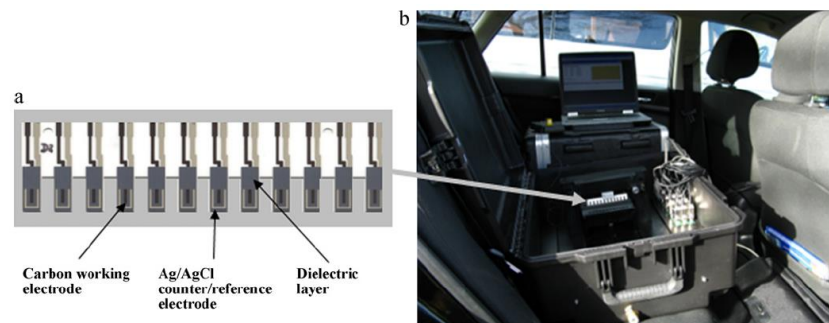 a
b
Carbon working
electrode
Ag/AgCl
counter/reference
electrode
Dielectric
layer